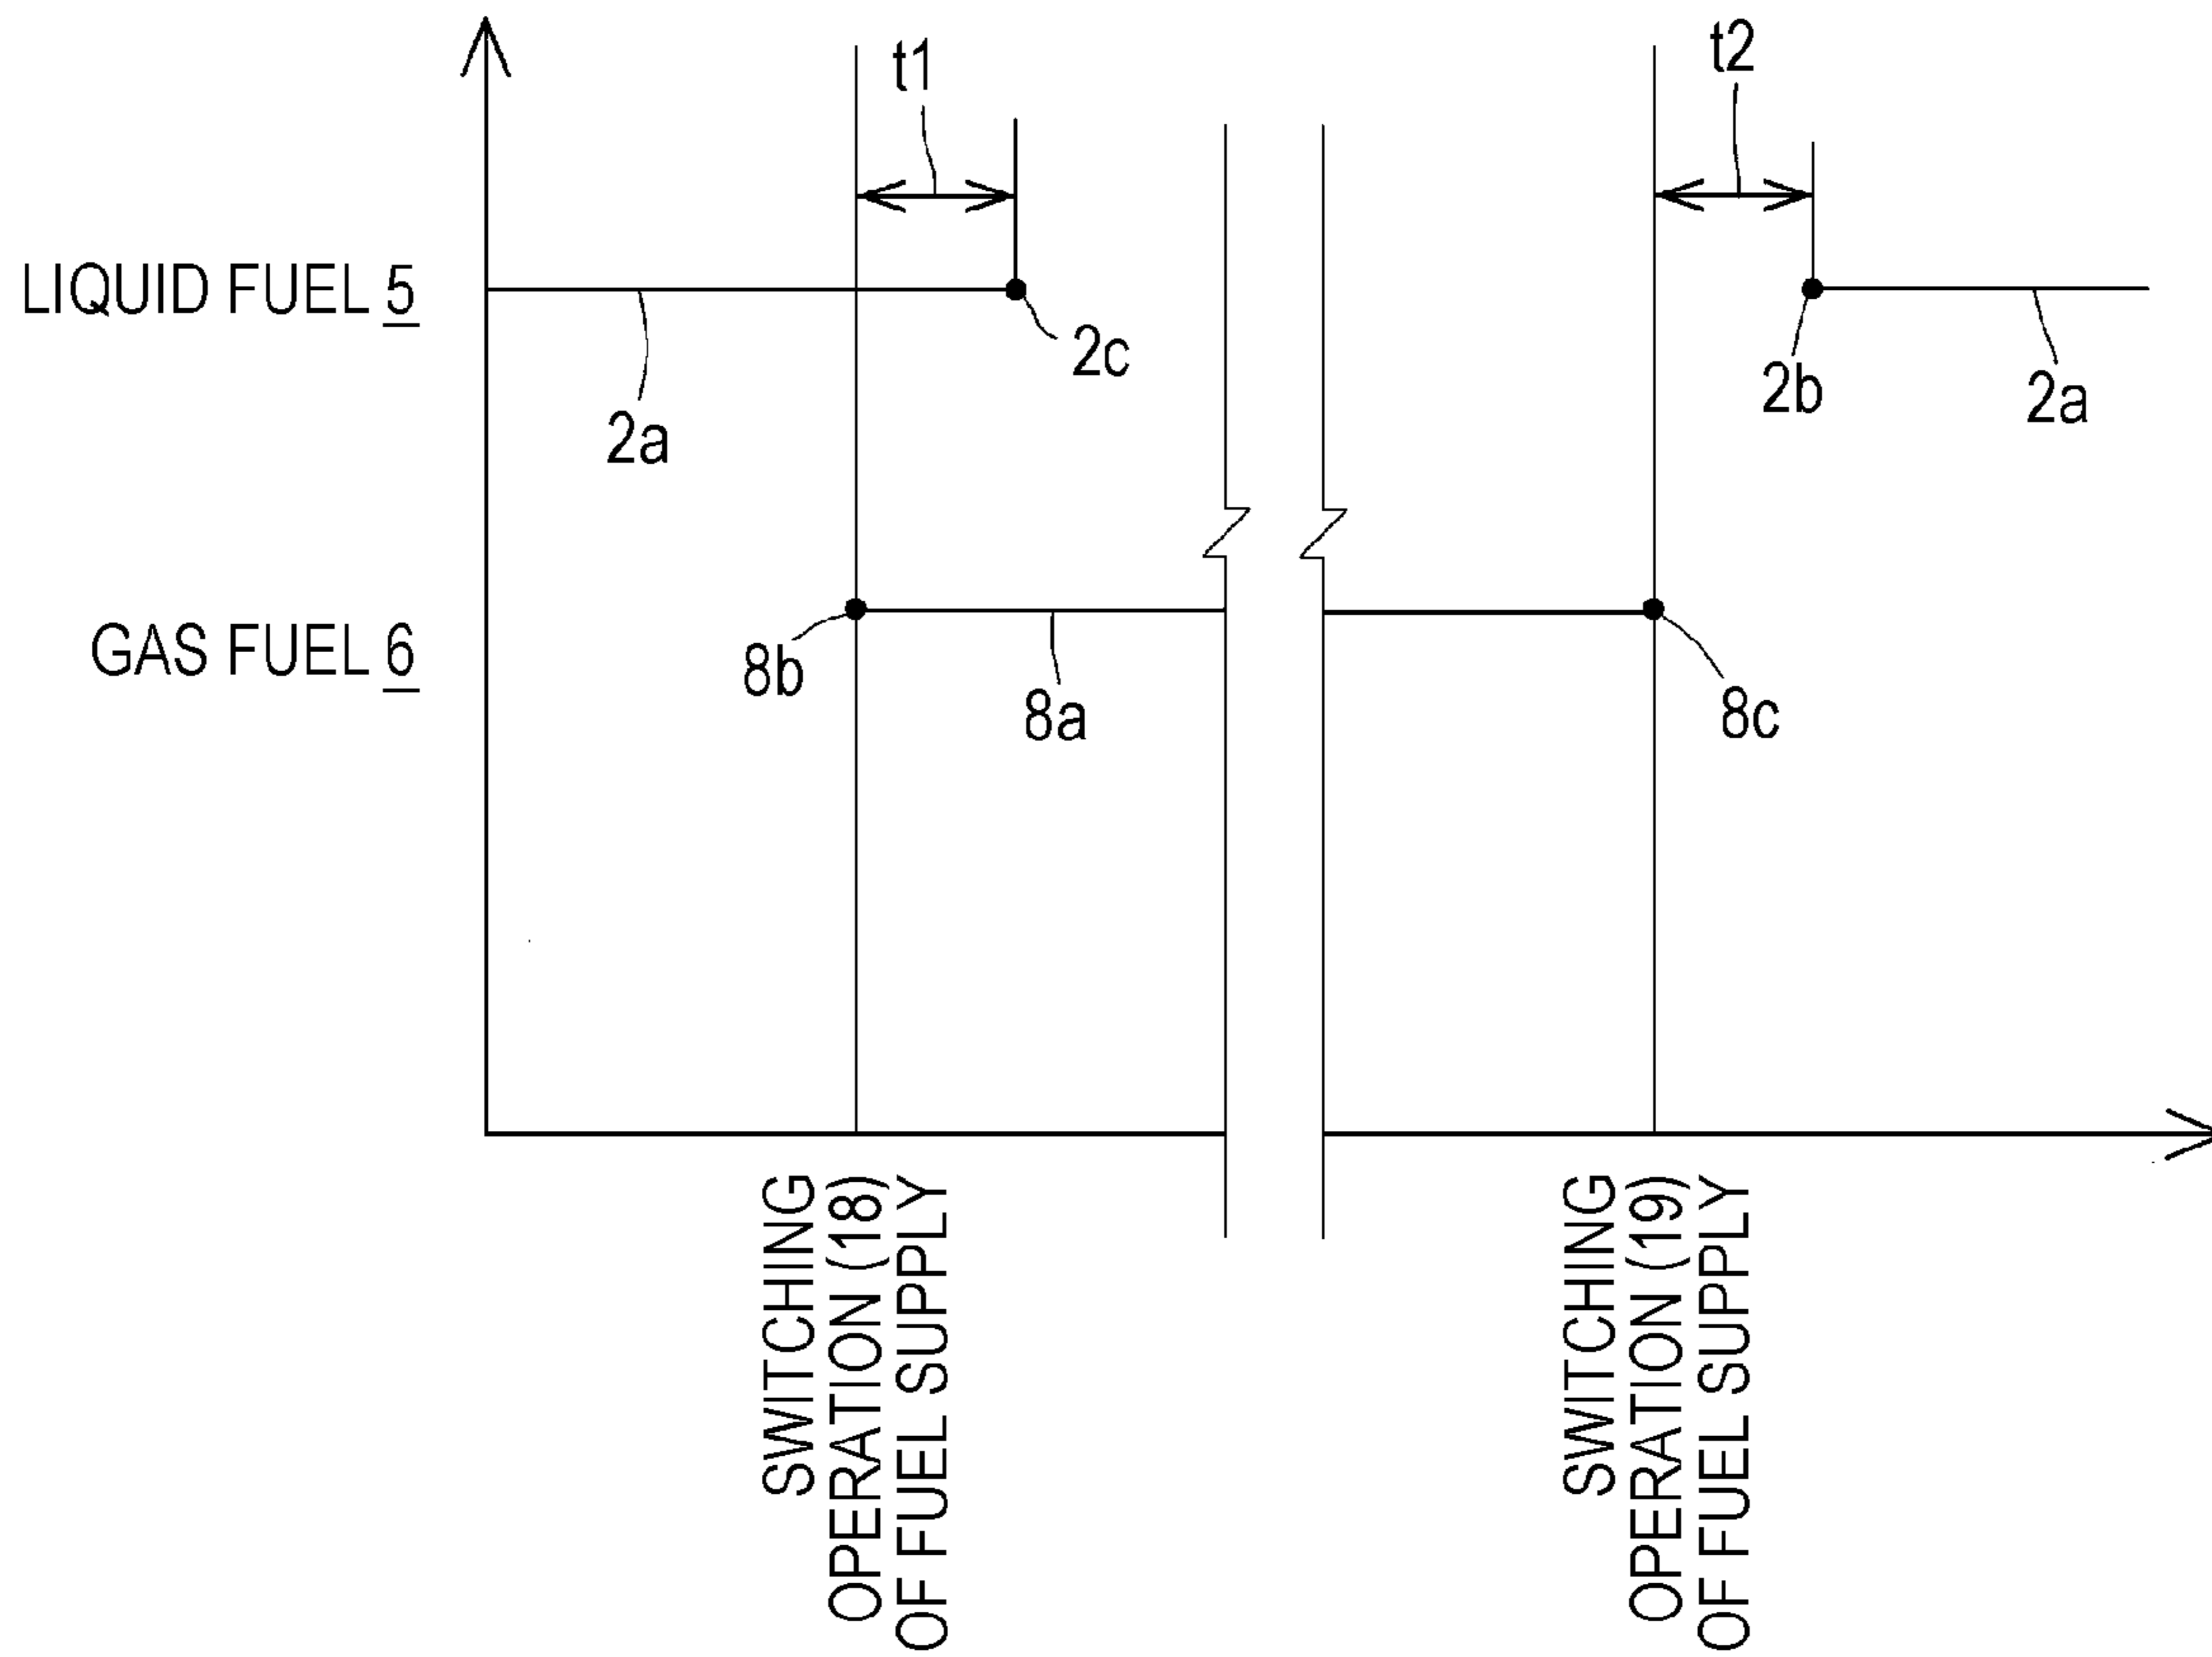 t1
t2
LIQUID FUEL 5
2c
2a
2b
2a
GAS FUEL 6
8b
8a
8c
SWITCHING
OPERATION (18)
OF FUEL SUPPLY
SWITCHING
OPERATION (19)
OF FUEL SUPPLY